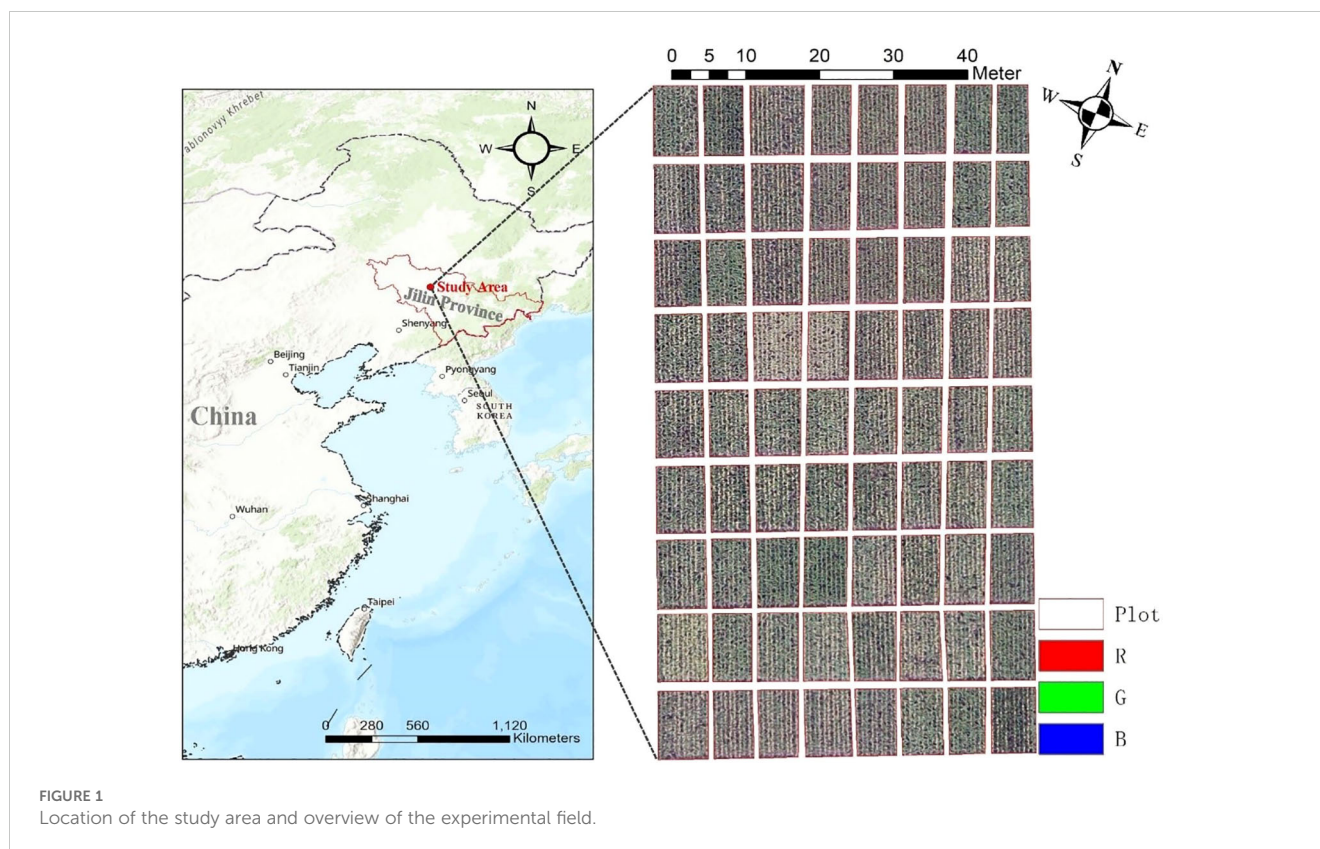 ablonovyy Khrebet
N
W
E
S
Study Area
Jilin Province
Shenyang
Beijing
Tianjin
Pyongyang
Seoul
SOUTH
KOREA
China
Shanghai
Wuhan
Taipei
Hong Kong
0 280 560 1,120
Kilometers
0 5 10 20 30 40
Meter
N
W
E
S
Plot
R
G
B
FIGURE 1
Location of the study area and overview of the experimental field.